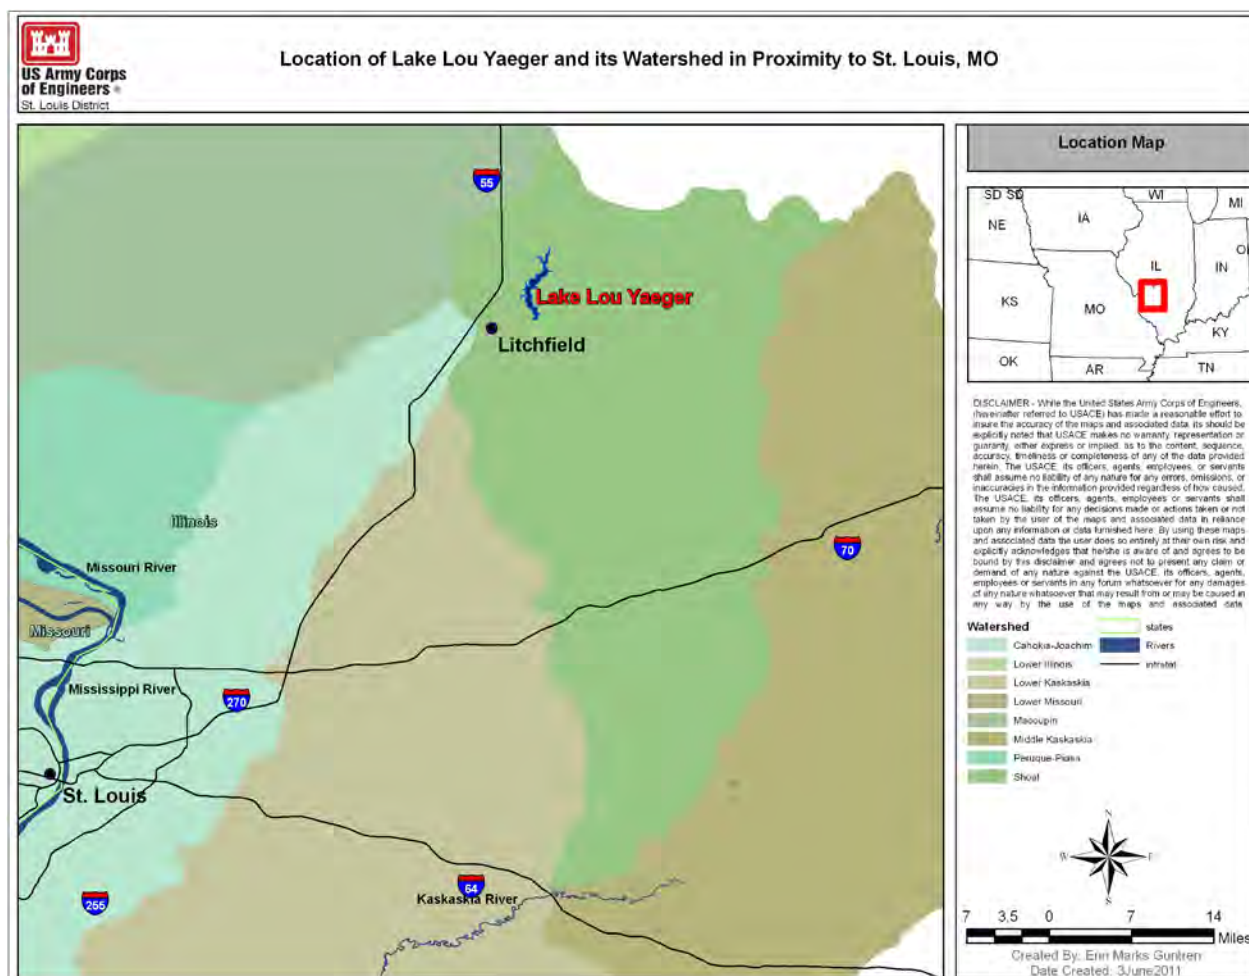 US Army Corps
of Engineers ®
St. Louis District
Location of Lake Lou Yaeger and its Watershed in Proximity to St. Louis, MO
55
Lake Lou Yaeger
Litchfield
Illinois
70
Missouri River
Missouri
Mississippi River
270
St. Louis
64
Kaskaskia River
255
Location Map
SD SD
WI
MI
NE
IA
IL
IN
KS
MO
KY
OK
AR
TN
DISCLAIMER - While the United States Army Corps of Engineers,
(hereinafter referred to USACE) has made a reasonable effort to
insure the accuracy of the maps and associated data, its should be
explicitly noted that USACE makes no warranty, representation or
guaranty, either express or implied, as to the content, sequence,
accuracy, timeliness or completeness of any of the data provided
herein. The USACE, its officers, agents, employees, or servants
shall assume no liability of any nature for any errors, omissions, or
inaccuracies in the information provided regardless of how caused.
The USACE, its officers, agents, employees or servants shall
assume no liability for any decisions made or actions taken or not
taken by the user of the maps and associated data in reliance
upon any information or data furnished here. By using these maps
and associated data the user does so entirely at their own risk and
explicitly acknowledges that he/she is aware of and agrees to be
bound by this disclaimer and agrees not to present any claim or
demand of any nature against the USACE, its officers, agents,
employees or servants in any forum whatsoever for any damages
of any nature whatsoever that may result from or may be caused in
any way by the use of the maps and associated data.
Watershed
Cahokia-Joachim
Lower Illinois
Lower Kaskaskia
Lower Missouri
Macoupin
Middle Kaskaskia
Peruque-Piasa
Shoal
states
Rivers
intrstat
N
W
E
S
7 3.5 0 7 14
Miles
Created By: Erin Marks Guntren
Date Created: 3June2011